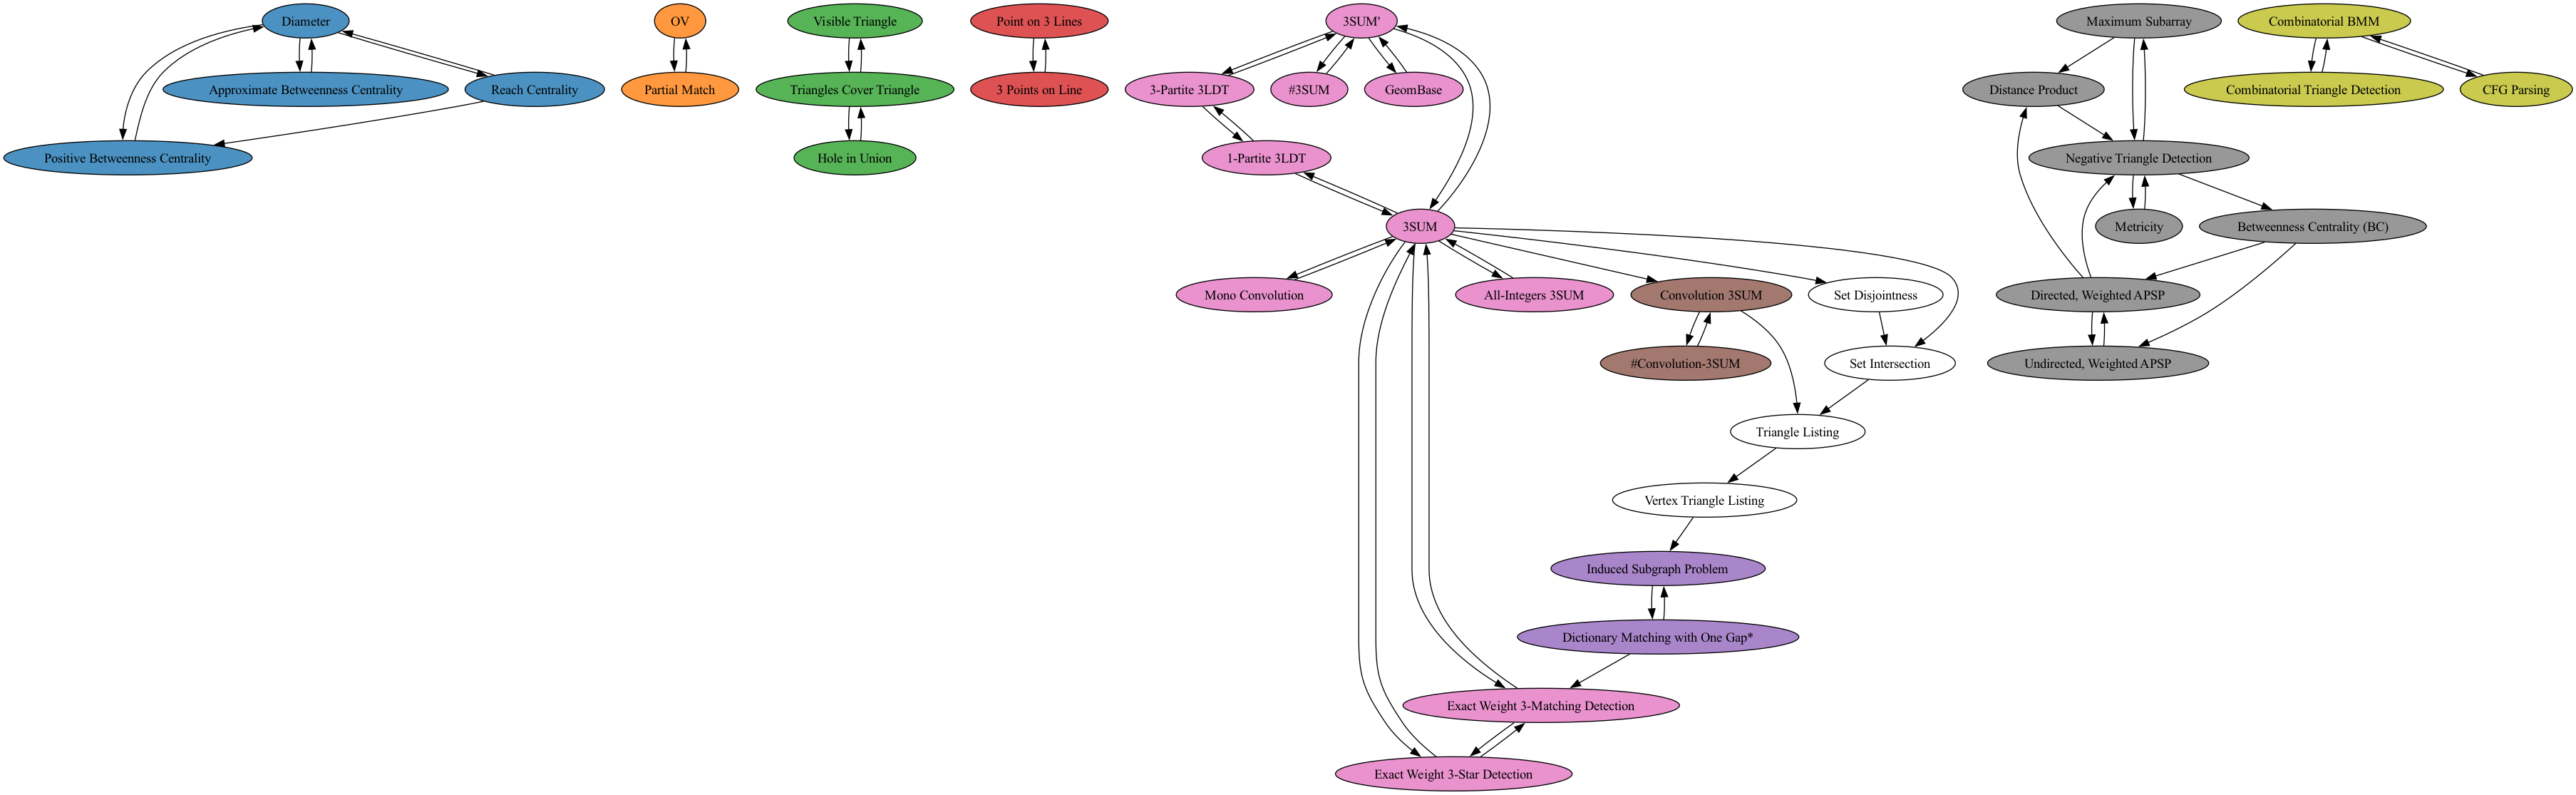 Diameter
OV
Visible Triangle
Point on 3 Lines
3SUM'
Maximum Subarray
Combinatorial BMM
Approximate Betweenness Centrality
Reach Centrality
Partial Match
Triangles Cover Triangle
3 Points on Line
3-Partite 3LDT
#3SUM
GeomBase
Distance Product
Combinatorial Triangle Detection
CFG Parsing
Positive Betweenness Centrality
Hole in Union
1-Partite 3LDT
Negative Triangle Detection
3SUM
Metricity
Betweenness Centrality (BC)
Mono Convolution
All-Integers 3SUM
Convolution 3SUM
Set Disjointness
Directed, Weighted APSP
#Convolution-3SUM
Set Intersection
Undirected, Weighted APSP
Triangle Listing
Vertex Triangle Listing
Induced Subgraph Problem
Dictionary Matching with One Gap*
Exact Weight 3-Matching Detection
Exact Weight 3-Star Detection